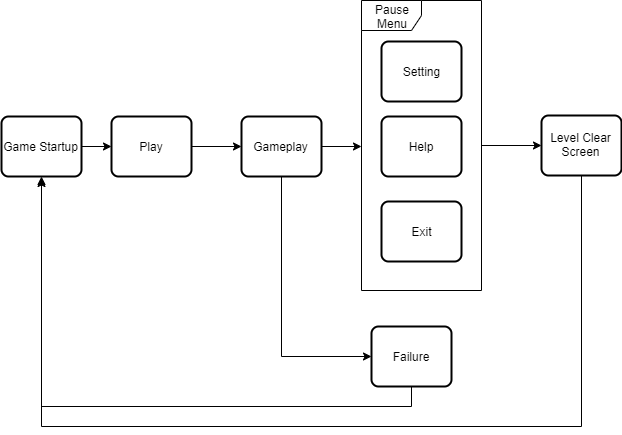 Pause
Menu
Setting
Game Startup
Play
Gameplay
Help
Level Clear
Screen
Exit
Failure